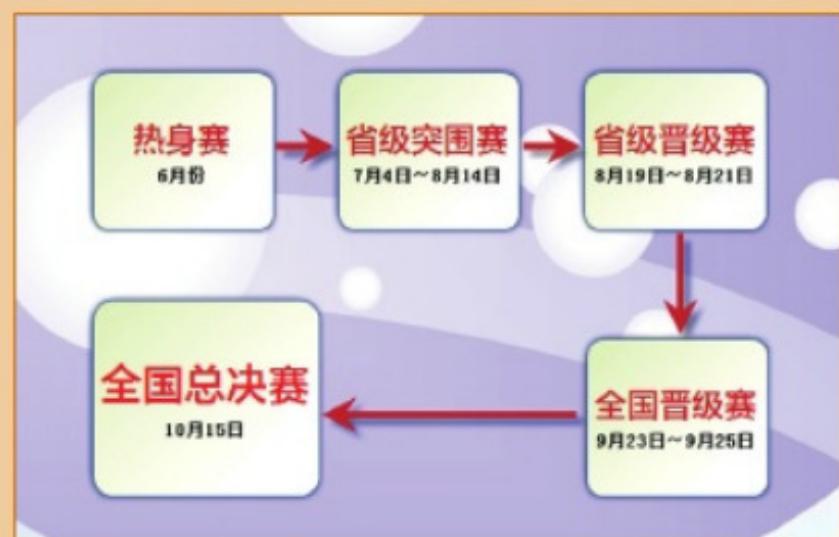 热身赛
6月份
省级突围赛
7月4日～8月14日
省级晋级赛
8月19日～8月21日
全国晋级赛
9月23日～9月25日
全国总决赛
10月15日